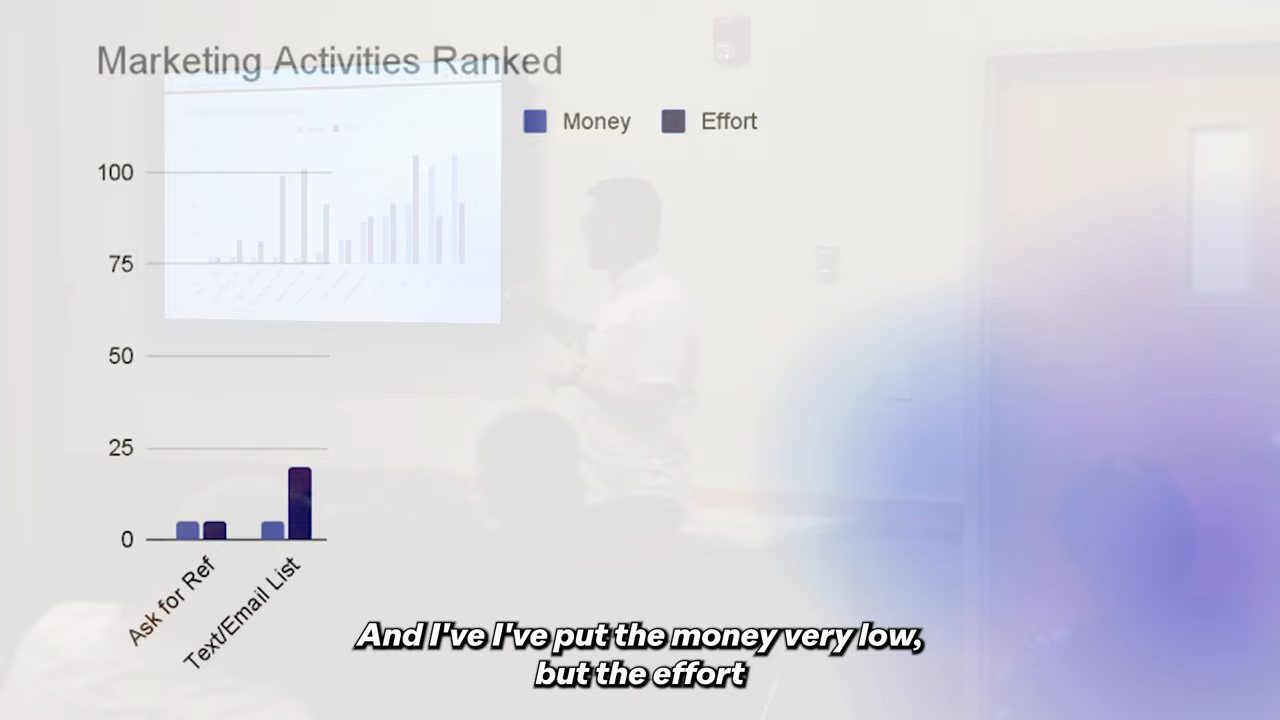 Marketing Activities Ranked
Money
Effort
100
75
50
25
0
Ask for Ref
Text/Email List
And I've I've put the money very low,
but the effort